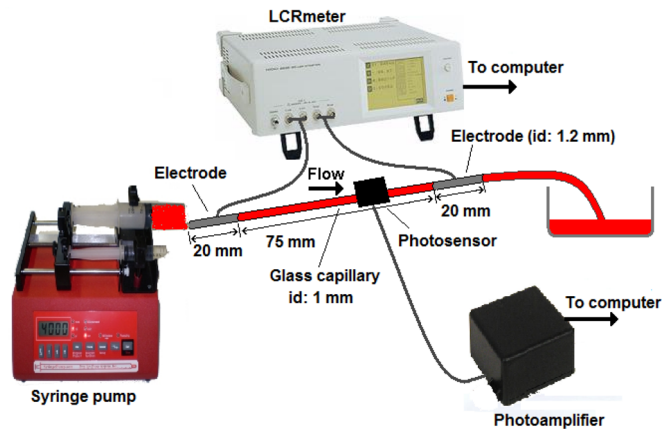 LCRmeter
To computer
Electrode (id: 1.2 mm)
Electrode
Flow
20 mm
75 mm
20 mm
Photosensor
Glass capillary
id: 1 mm
To computer
4000
Syringe pump
Photoamplifier